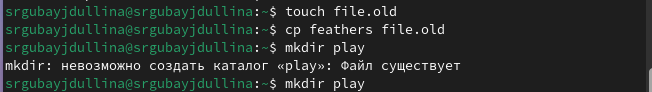 srgubayjdullina@srgubayjdullina:~$ touch file.old
srgubayjdullina@srgubayjdullina:~$ cp feathers file.old
srgubayjdullina@srgubayjdullina:~$ mkdir play
mkdir: невозможно создать каталог «play»: Файл существует
srgubayjdullina@srgubayjdullina:~$ mkdir play